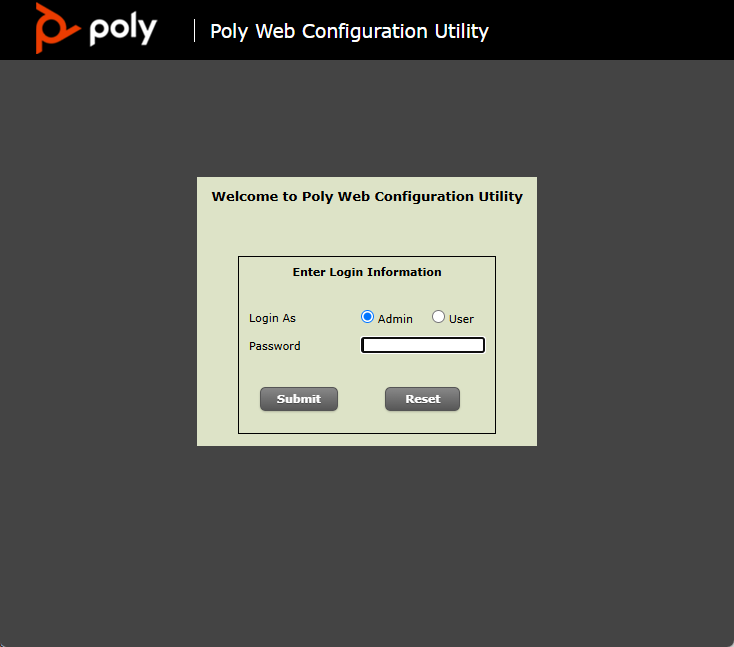 poly
Poly Web Configuration Utility
Welcome to Poly Web Configuration Utility
Enter Login Information
Login As Admin User
Password
Submit Reset